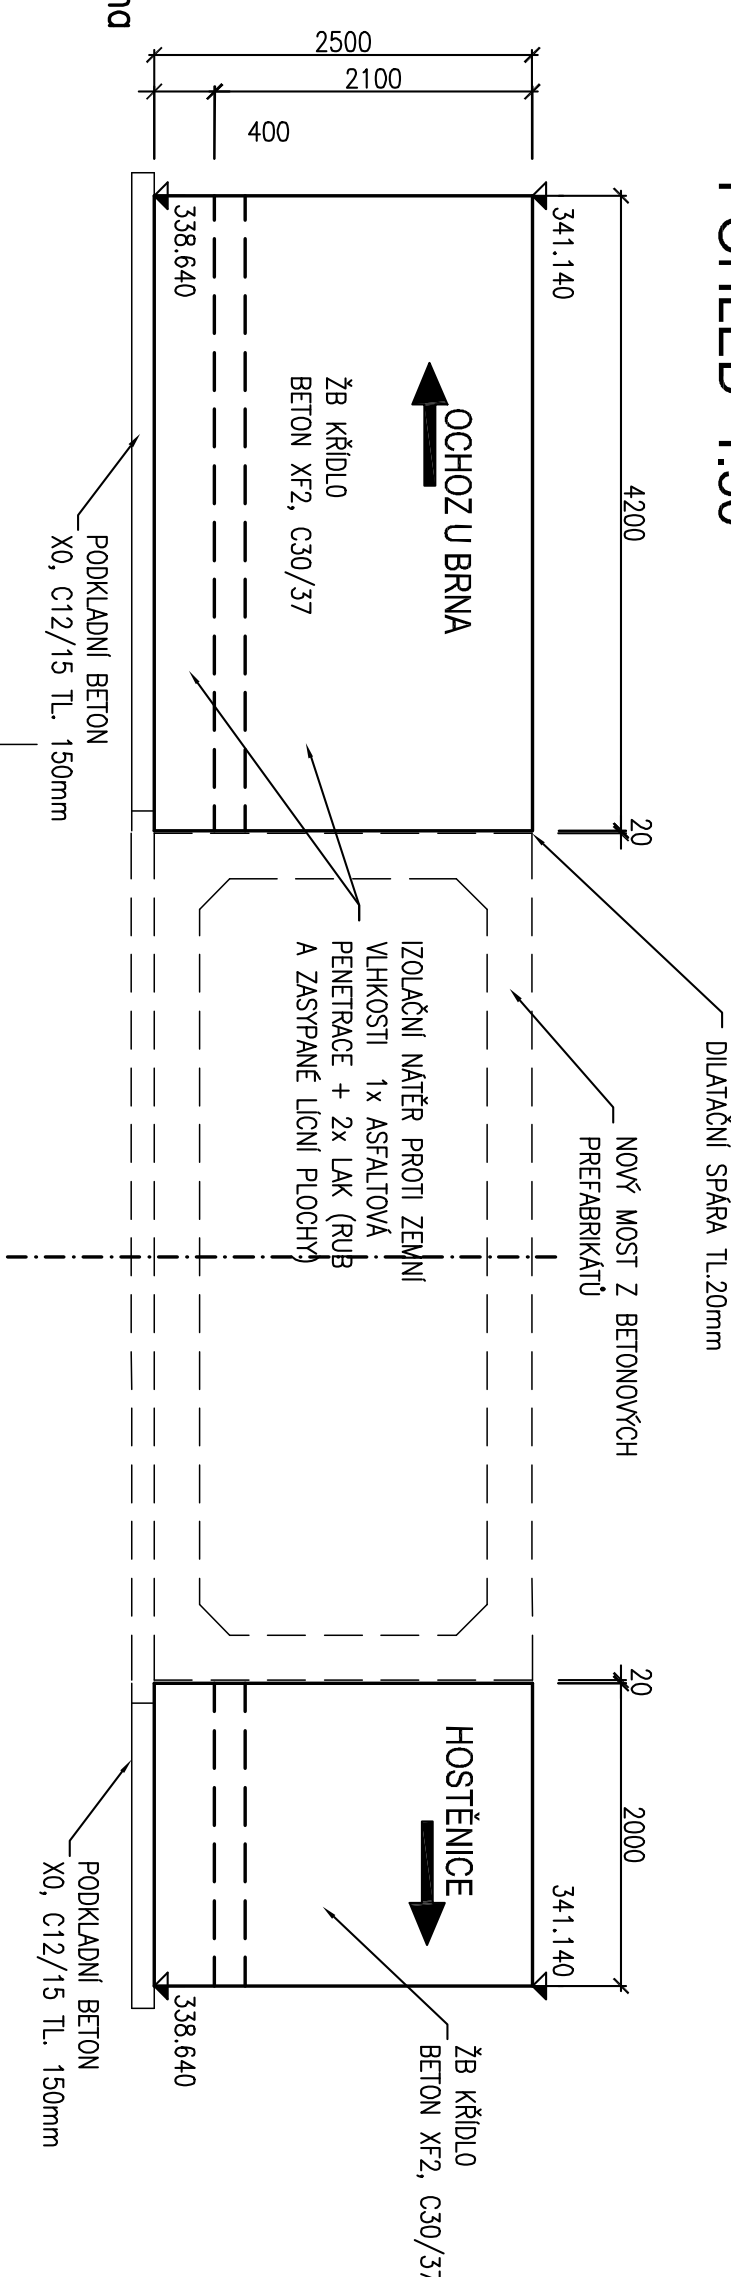 4200
20
20
2000
341.140
341.140
DILATAČNÍ SPÁRA TL.20mm
NOVÝ MOST Z BETONOVÝCH
PREFABRIKÁTŮ
2500
2100
400
OCHOZ U BRNA
HOSTĚNICE
ŽB KŘÍDLO
BETON XF2, C30/37
IZOLAČNÍ NÁTĚR PROTI ZEMNÍ
VLHKOSTI 1x ASFALTOVÁ
PENETRACE + 2x LAK (RUB
A ZASYPANÉ LÍCNÍ PLOCHY)
ŽB KŘÍDLO
BETON XF2, C30/37
338.640
338.640
PODKLADNÍ BETON
X0, C12/15 TL. 150mm
PODKLADNÍ BETON
X0, C12/15 TL. 150mm